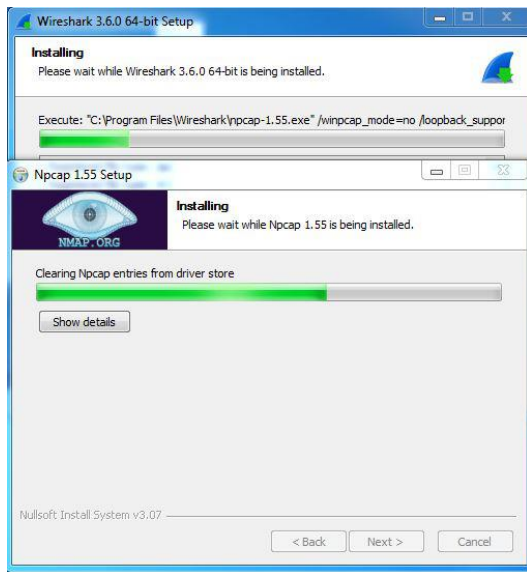 Wireshark 3.6.0 64-bit Setup
Installing
Please wait while Wireshark 3.6.0 64-bit is being installed.
Execute: "C:\Program Files\Wireshark\npcap-1.55.exe" /winpcap_mode=no /loopback_suppor
Npcap 1.55 Setup
NMAP.ORG
Installing
Please wait while Npcap 1.55 is being installed.
Clearing Npcap entries from driver store
Show details
Nullsoft Install System v3.07
< Back
Next >
Cancel